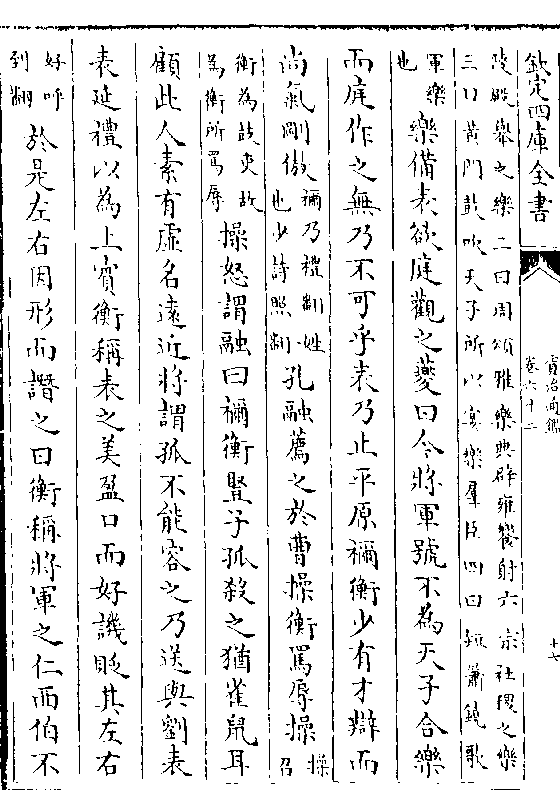 欽定四庫全書
資治通鑑
卷六十二
十七
陵殿舉之樂二曰周頌雅樂典辟雍饗射六宗社稷之樂
三曰黃門鼓吹天子所以宴樂羣臣四曰短簫鐃歌
軍樂也樂備表欲庭觀之夔曰今將軍號不為天子合樂
而庭作之無乃不可乎表乃止平原禰衡少有才辯而
尚氣剛傲禰乃禮翻姓也少詩照翻孔融薦之於曹操衡罵辱操操召
衡為鼓吏故為衡所罵辱操怒謂融曰禰衡豎子孤殺之猶雀鼠耳
顧此人素有虛名遠近將謂孤不能容之乃送與劉表
表延禮以為上賓衡稱表之美盈口而好譏貶其左右
好呼到翻於是左右因形而譖之曰衡稱將軍之仁西伯不